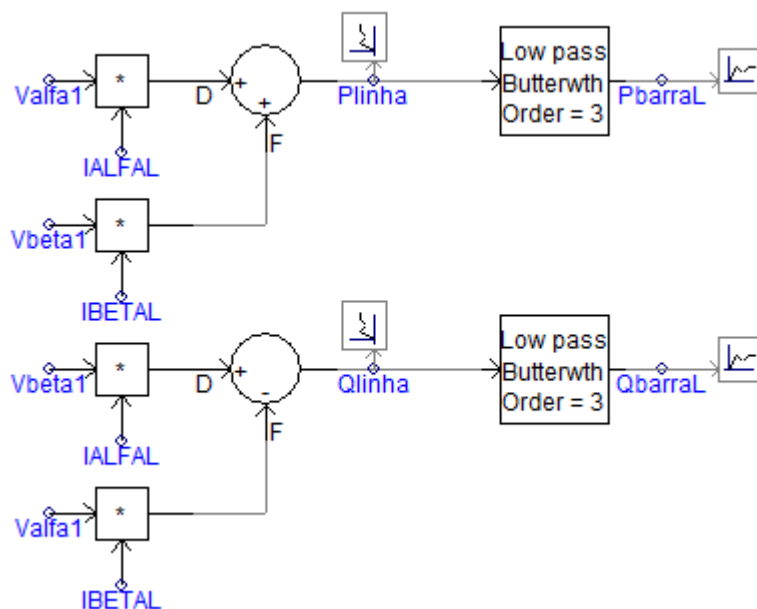 Valfa1
*
D
+
+
F
IALFAL
Plinha
Low pass
Butterwth
Order = 3
PbarraL
Vbeta1
*
IBETAL
Vbeta1
*
D
+
-
F
IALFAL
Qlinha
Low pass
Butterwth
Order = 3
QbarraL
Valfa1
*
IBETAL